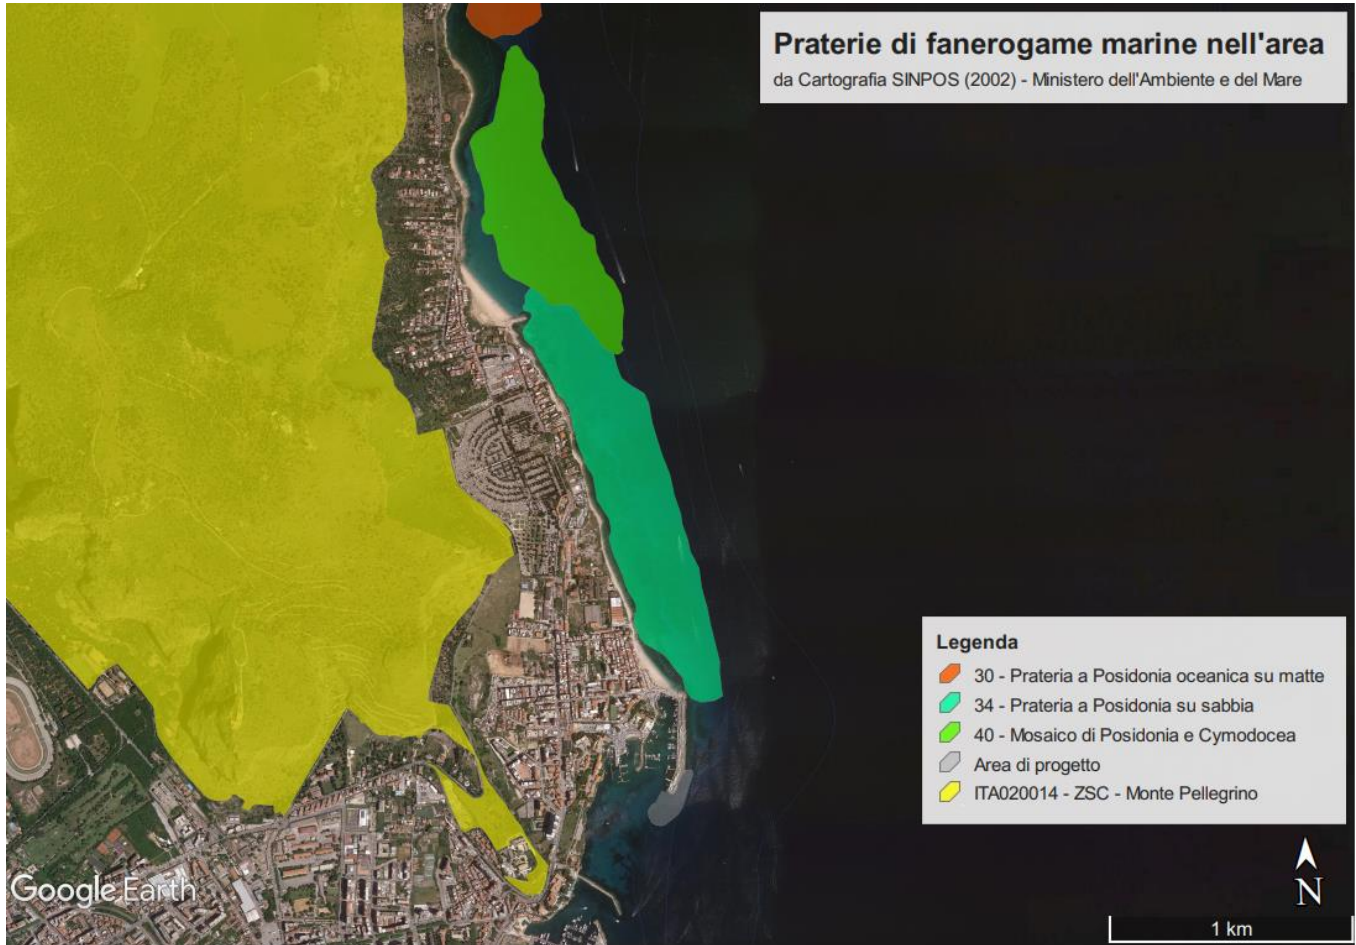 Praterie di fanerogame marine nell'area
da Cartografia SINPOS (2002) - Ministero dell'Ambiente e del Mare
Legenda
30 - Prateria a Posidonia oceanica su matte
34 - Prateria a Posidonia su sabbia
40 - Mosaico di Posidonia e Cymodocea
Area di progetto
ITA020014 - ZSC - Monte Pellegrino
Google Earth
N
1 km